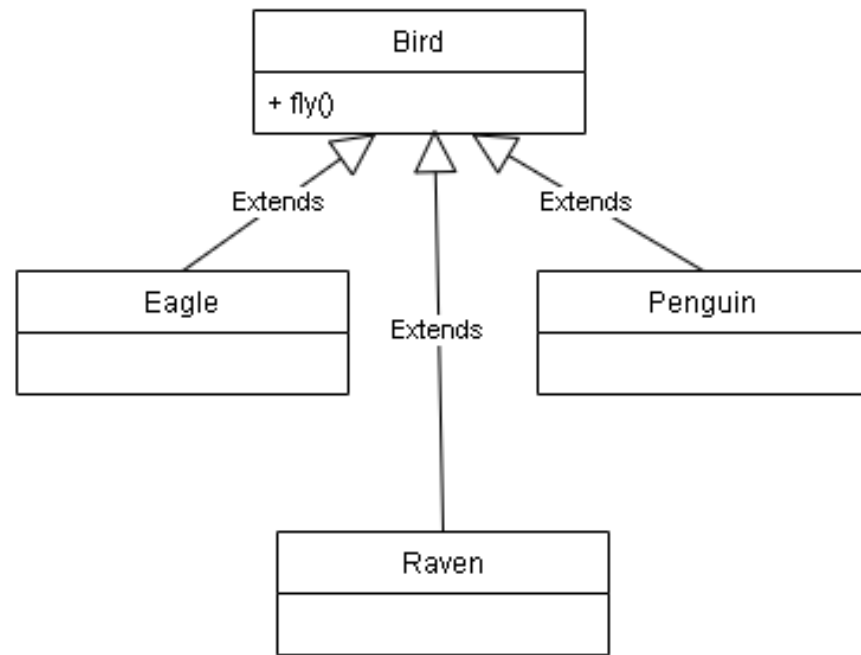 Bird
+ fly()
Extends
Extends
Eagle
Penguin
Extends
Raven